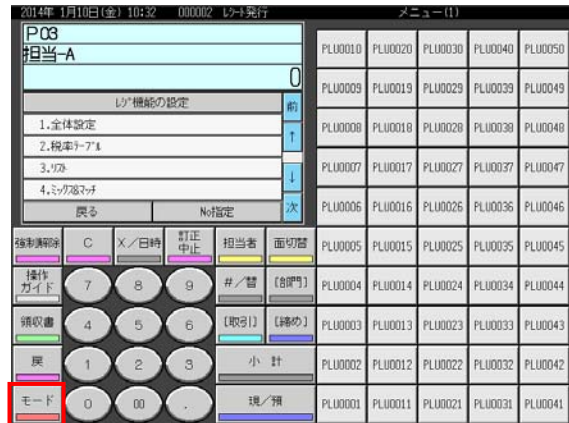 2014年 1月10日(金) 10:32 000002 ﾚｼｰﾄ発行 メニュー(1)
P03
担当-A
0
ﾚｼﾞ機能の設定
前
1.全体設定
↑
2.税率ﾃｰﾌﾞﾙ
3.ﾘｽﾄ
↓
4.ﾐｯｸｽ&ﾏｯﾁ
戻る No指定 次
強制解除 C X/日時 訂正中止 担当者 面切替
操作ガイド 7 8 9 #/替 [部門]
領収書 4 5 6 [取引] [締め]
戻 1 2 3 小 計
モード 0 00 . 現/預
PLU0010 PLU0020 PLU0030 PLU0040 PLU0050
PLU0009 PLU0019 PLU0029 PLU0039 PLU0049
PLU0008 PLU0018 PLU0028 PLU0038 PLU0048
PLU0007 PLU0017 PLU0027 PLU0037 PLU0047
PLU0006 PLU0016 PLU0026 PLU0036 PLU0046
PLU0005 PLU0015 PLU0025 PLU0035 PLU0045
PLU0004 PLU0014 PLU0024 PLU0034 PLU0044
PLU0003 PLU0013 PLU0023 PLU0033 PLU0043
PLU0002 PLU0012 PLU0022 PLU0032 PLU0042
PLU0001 PLU0011 PLU0021 PLU0031 PLU0041